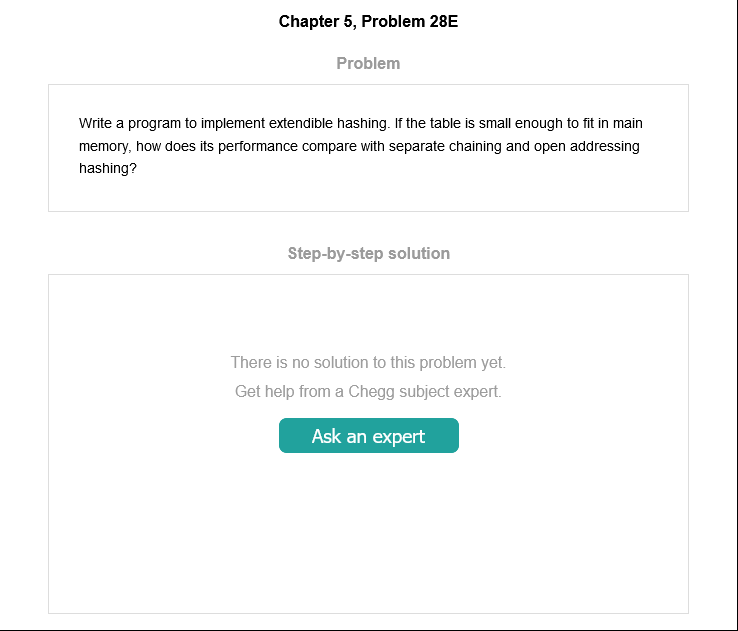 Chapter 5, Problem 28E
Problem
Write a program to implement extendible hashing. If the table is small enough to fit in main
memory, how does its performance compare with separate chaining and open addressing
hashing?
Step-by-step solution
There is no solution to this problem yet.
Get help from a Chegg subject expert.
Ask an expert